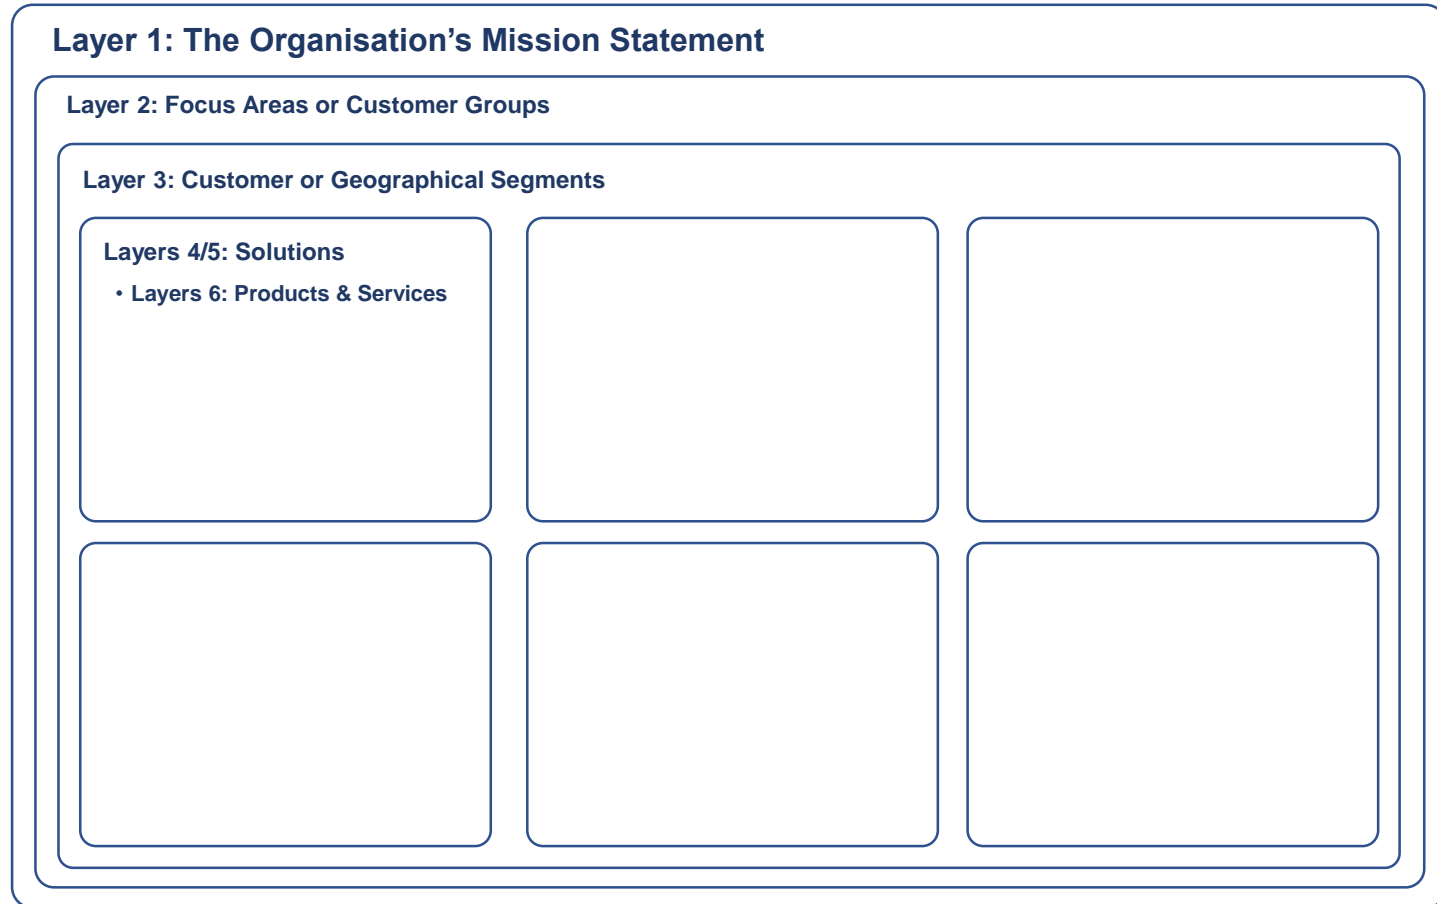 Layer 1: The Organisation’s Mission Statement
Layer 2: Focus Areas or Customer Groups
Layer 3: Customer or Geographical Segments
Layers 4/5: Solutions
• Layers 6: Products & Services